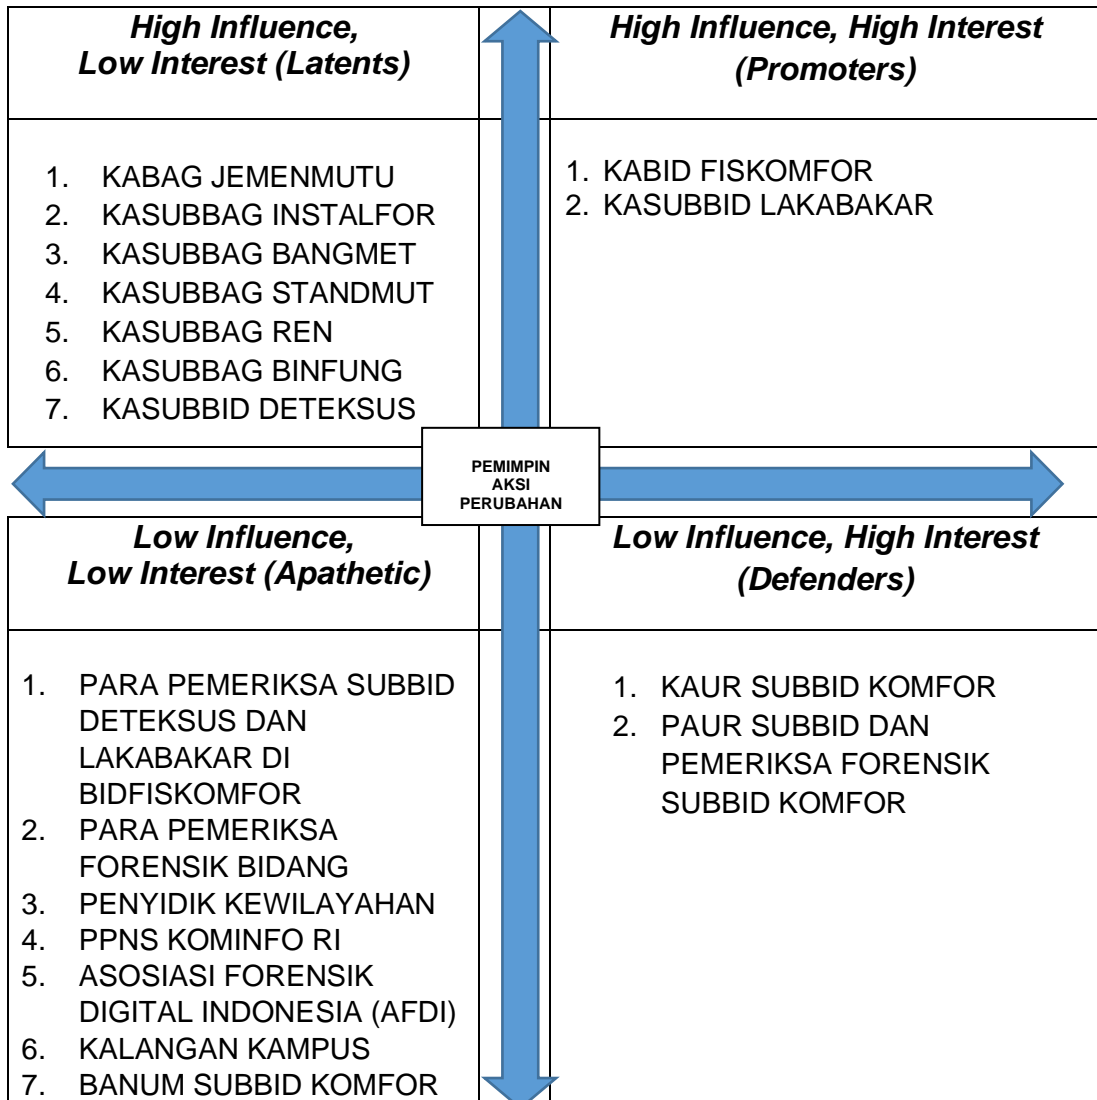 High Influence,
Low Interest (Latents)
High Influence, High Interest
(Promoters)
1. KABAG JEMENMUTU
2. KASUBBAG INSTALFOR
3. KASUBBAG BANGMET
4. KASUBBAG STANDMUT
5. KASUBBAG REN
6. KASUBBAG BINFUNG
7. KASUBBID DETEKSUS
1. KABID FISKOMFOR
2. KASUBBID LAKABAKAR
PEMIMPIN
AKSI
PERUBAHAN
Low Influence,
Low Interest (Apathetic)
Low Influence, High Interest
(Defenders)
1. PARA PEMERIKSA SUBBID
DETEKSUS DAN
LAKABAKAR DI
BIDFISKOMFOR
2. PARA PEMERIKSA
FORENSIK BIDANG
3. PENYIDIK KEWILAYAHAN
4. PPNS KOMINFO RI
5. ASOSIASI FORENSIK
DIGITAL INDONESIA (AFDI)
6. KALANGAN KAMPUS
7. BANUM SUBBID KOMFOR
1. KAUR SUBBID KOMFOR
2. PAUR SUBBID DAN
PEMERIKSA FORENSIK
SUBBID KOMFOR